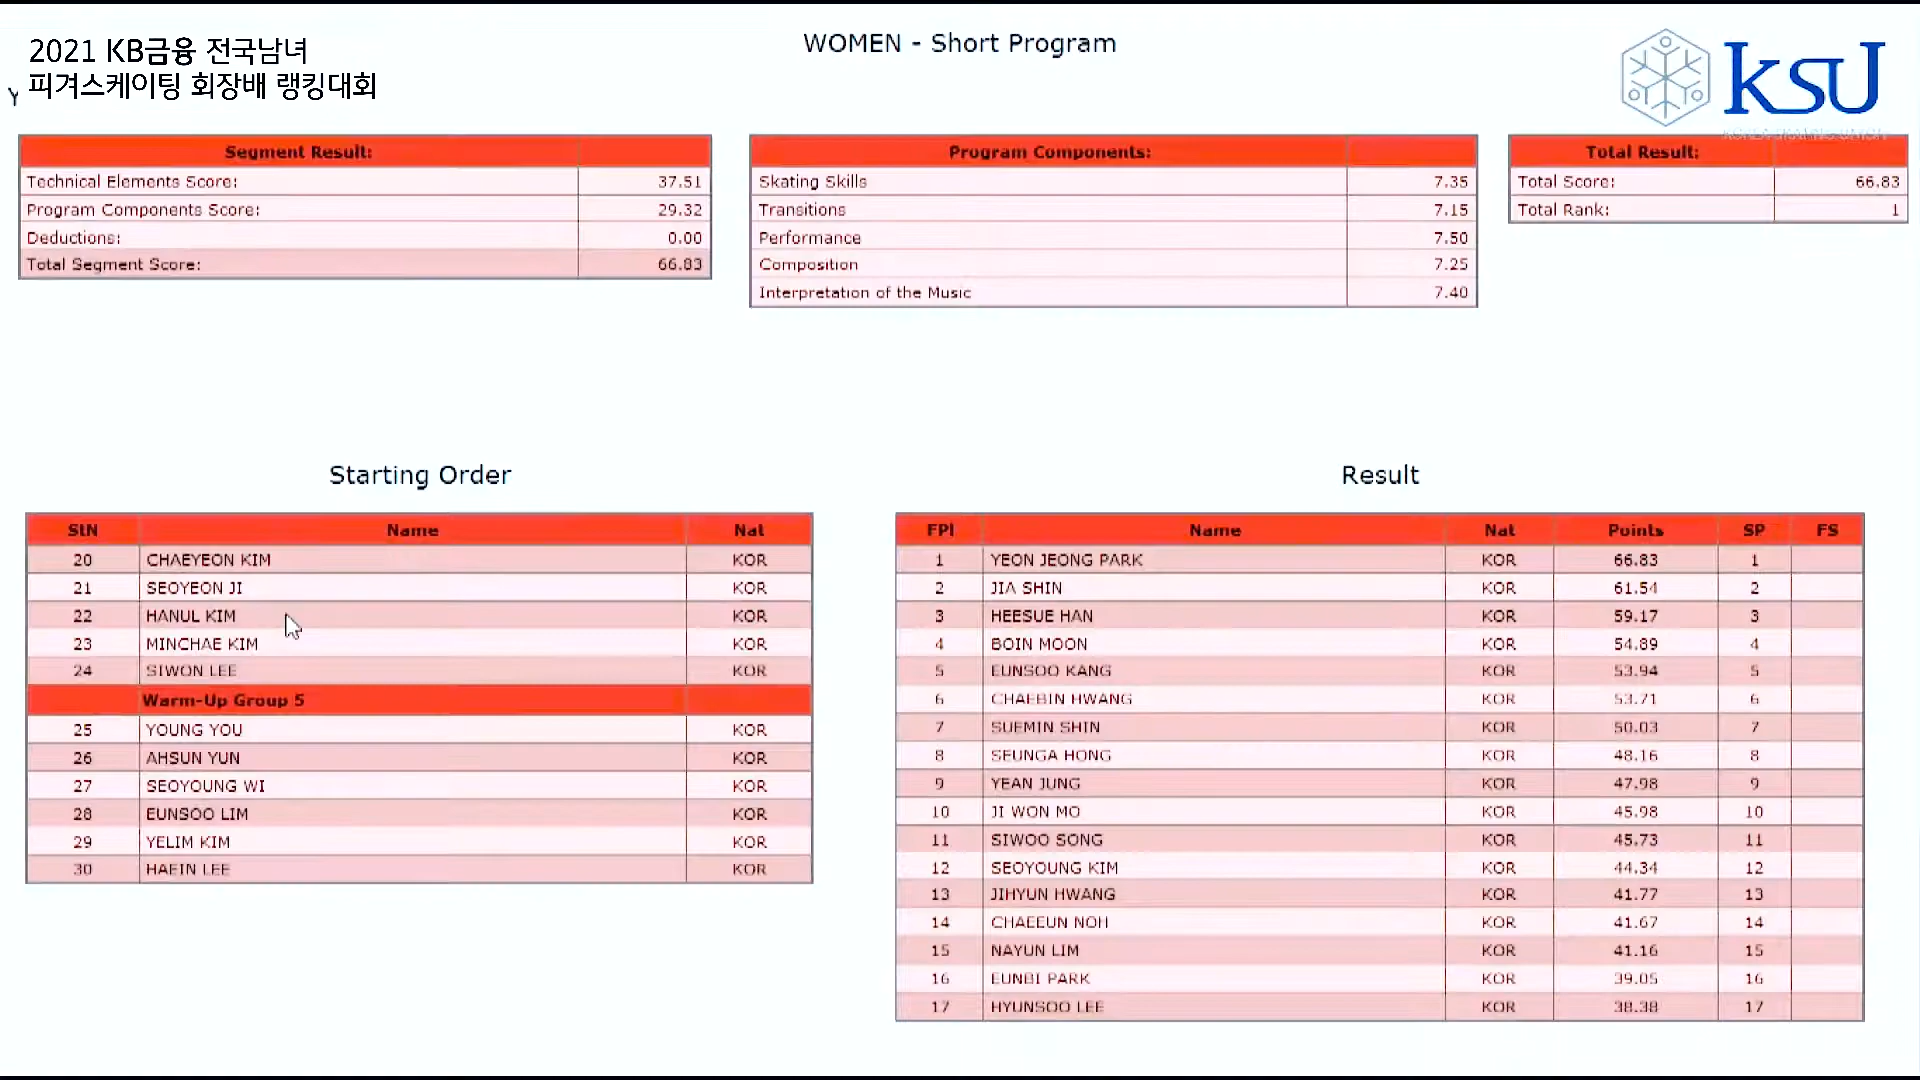 2021 KB금융 전국남녀
피겨스케이팅 회장배 랭킹대회
WOMEN - Short Program
KSU
Segment Result:
Technical Elements Score: 37.51
Program Components Score: 29.32
Deductions: 0.00
Total Segment Score: 66.83
Program Components:
Skating Skills 7.35
Transitions 7.15
Performance 7.50
Composition 7.25
Interpretation of the Music 7.40
Total Result:
Total Score: 66.83
Total Rank: 1
Starting Order
StN Name Nat
20 CHAEYEON KIM KOR
21 SEOYEON JI KOR
22 HANUL KIM KOR
23 MINCHAE KIM KOR
24 SIWON LEE KOR
Warm-Up Group 5
25 YOUNG YOU KOR
26 AHSUN YUN KOR
27 SEOYOUNG WI KOR
28 EUNSOO LIM KOR
29 YELIM KIM KOR
30 HAEIN LEE KOR
Result
FPl Name Nat Points SP FS
1 YEON JEONG PARK KOR 66.83 1
2 JIA SHIN KOR 61.54 2
3 HEESUE HAN KOR 59.17 3
4 BOIN MOON KOR 54.89 4
5 EUNSOO KANG KOR 53.94 5
6 CHAEBIN HWANG KOR 53.71 6
7 SUEMIN SHIN KOR 50.03 7
8 SEUNGA HONG KOR 48.16 8
9 YEAN JUNG KOR 47.98 9
10 JI WON MO KOR 45.98 10
11 SIWOO SONG KOR 45.73 11
12 SEOYOUNG KIM KOR 44.34 12
13 JIHYUN HWANG KOR 41.77 13
14 CHAEEUN NOH KOR 41.67 14
15 NAYUN LIM KOR 41.16 15
16 EUNBI PARK KOR 39.05 16
17 HYUNSOO LEE KOR 38.38 17